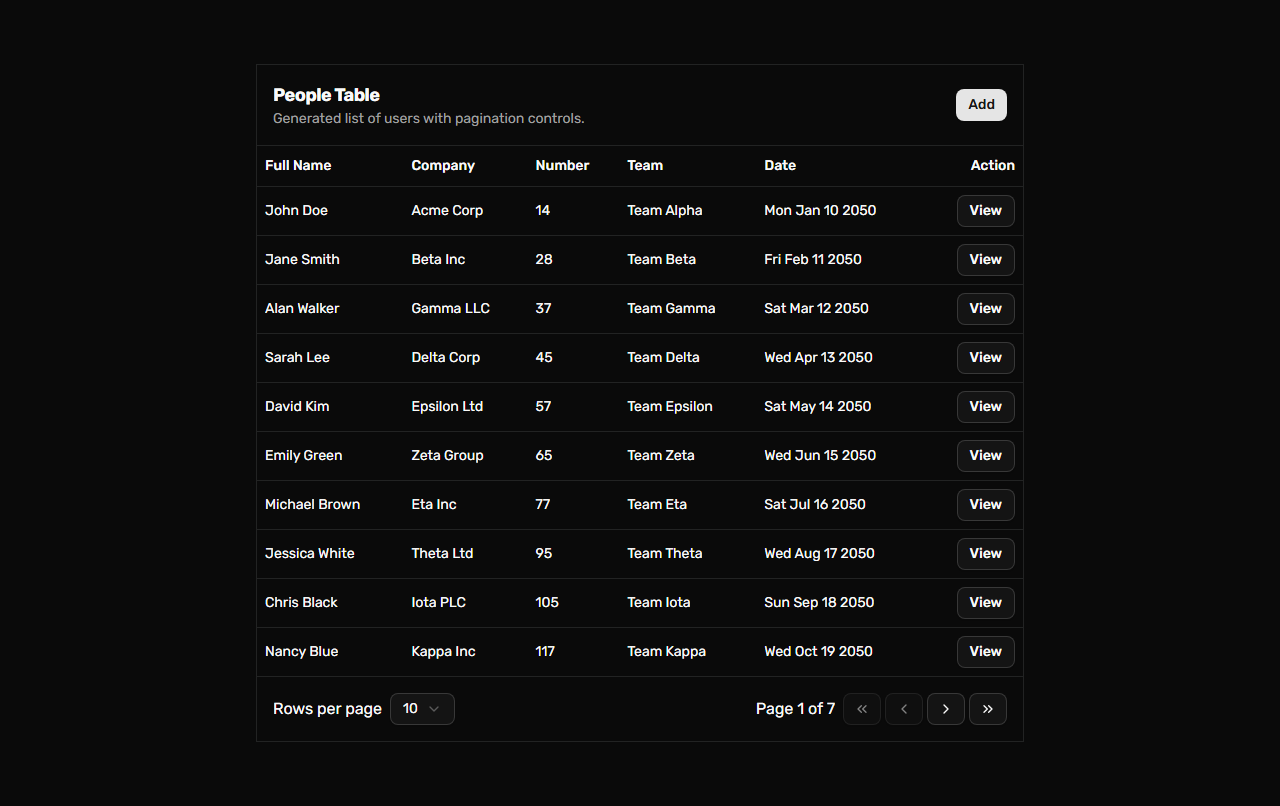 People Table
Generated list of users with pagination controls.
Add
Full Name Company Number Team Date Action
John Doe Acme Corp 14 Team Alpha Mon Jan 10 2050 View
Jane Smith Beta Inc 28 Team Beta Fri Feb 11 2050 View
Alan Walker Gamma LLC 37 Team Gamma Sat Mar 12 2050 View
Sarah Lee Delta Corp 45 Team Delta Wed Apr 13 2050 View
David Kim Epsilon Ltd 57 Team Epsilon Sat May 14 2050 View
Emily Green Zeta Group 65 Team Zeta Wed Jun 15 2050 View
Michael Brown Eta Inc 77 Team Eta Sat Jul 16 2050 View
Jessica White Theta Ltd 95 Team Theta Wed Aug 17 2050 View
Chris Black Iota PLC 105 Team Iota Sun Sep 18 2050 View
Nancy Blue Kappa Inc 117 Team Kappa Wed Oct 19 2050 View
Rows per page 10 Page 1 of 7